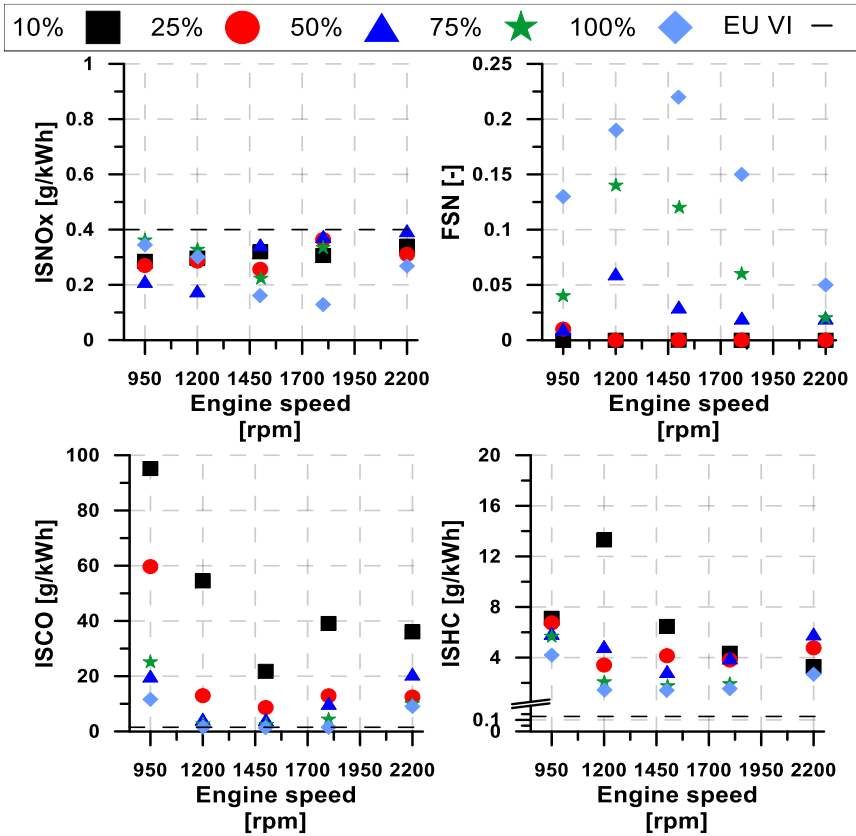 10% 25% 50% 75% 100% EU VI
1
0.8
0.6
0.4
0.2
0
ISNOx [g/kWh]
950 1200 1450 1700 1950 2200
Engine speed
[rpm]
0.25
0.2
0.15
0.1
0.05
0
FSN [-]
950 1200 1450 1700 1950 2200
Engine speed
[rpm]
100
80
60
40
20
0
ISCO [g/kWh]
950 1200 1450 1700 1950 2200
Engine speed
[rpm]
20
16
12
8
4
0.1
0
ISHC [g/kWh]
950 1200 1450 1700 1950 2200
Engine speed
[rpm]